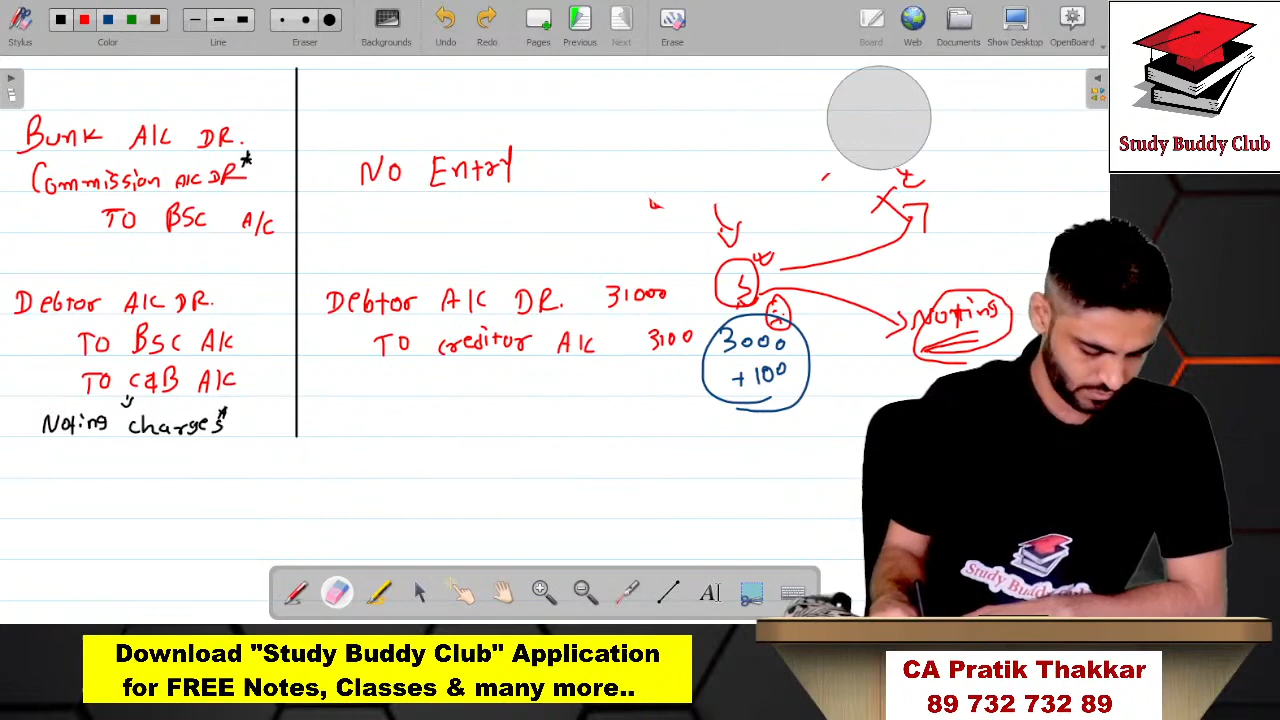 Stylus
Color
Line
Eraser
Backgrounds
Undo
Redo
Pages
Previous
Next
Erase
Board
Web
Documents
Show Desktop
OpenBoard
Study Buddy Club
Bank A/C DR.
Commission A/C DR*
TO BSC A/C
NO Entry
Debtor A/C DR.
TO BSC A/C
TO C&B A/C
Noting charges*
Debtor A/C DR. 31000
TO creditor A/C 3100
3000
+100
Noting
Study Buddy
Download "Study Buddy Club" Application
for FREE Notes, Classes & many more..
CA Pratik Thakkar
89 732 732 89